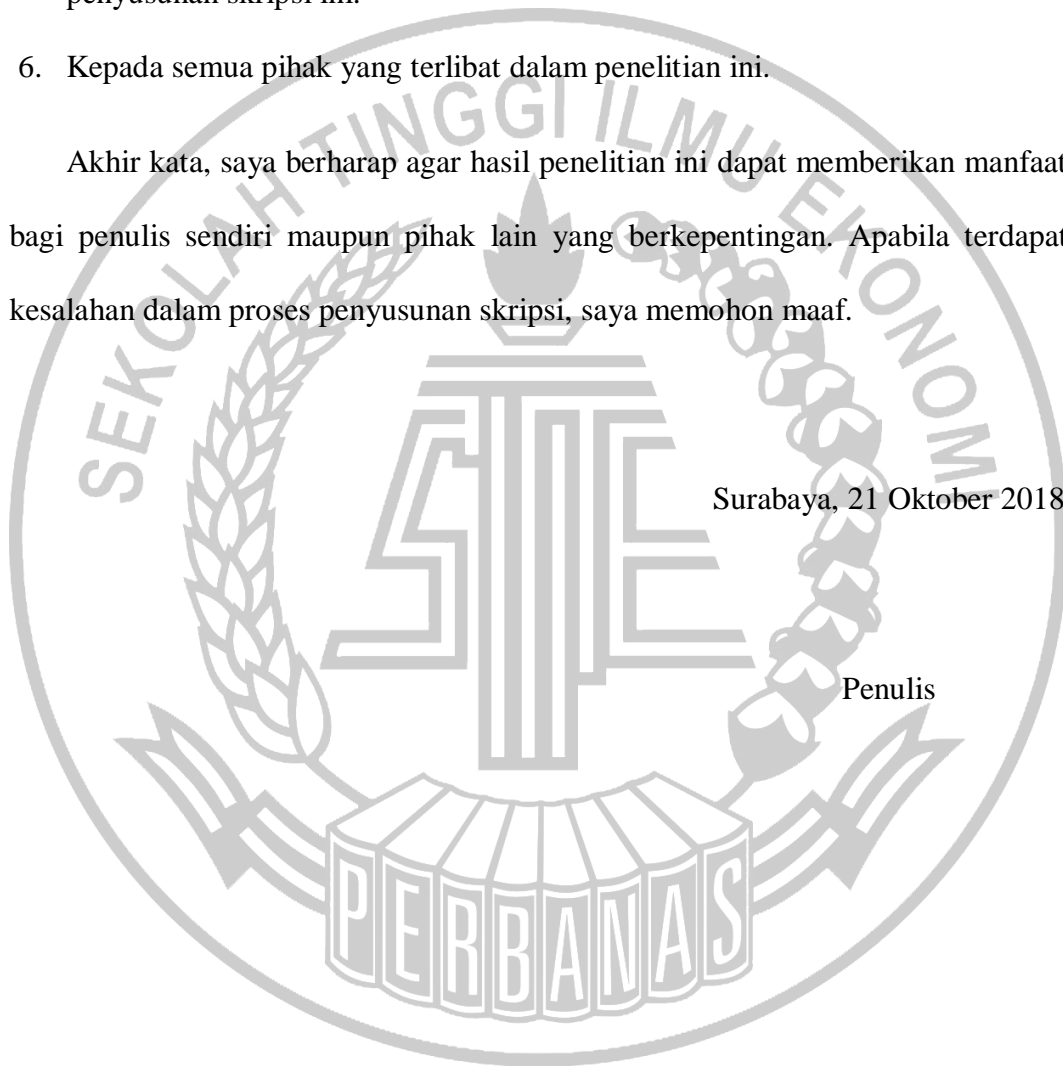 penyusunan skripsi ini.
6. Kepada semua pihak yang terlibat dalam penelitian ini.
Akhir kata, saya berharap agar hasil penelitian ini dapat memberikan manfaat
bagi penulis sendiri maupun pihak lain yang berkepentingan. Apabila terdapat
kesalahan dalam proses penyusunan skripsi, saya memohon maaf.
Surabaya, 21 Oktober 2018
Penulis
SEKOLAH TINGGI ILMU EKONOMI
STIE
PERBANAS